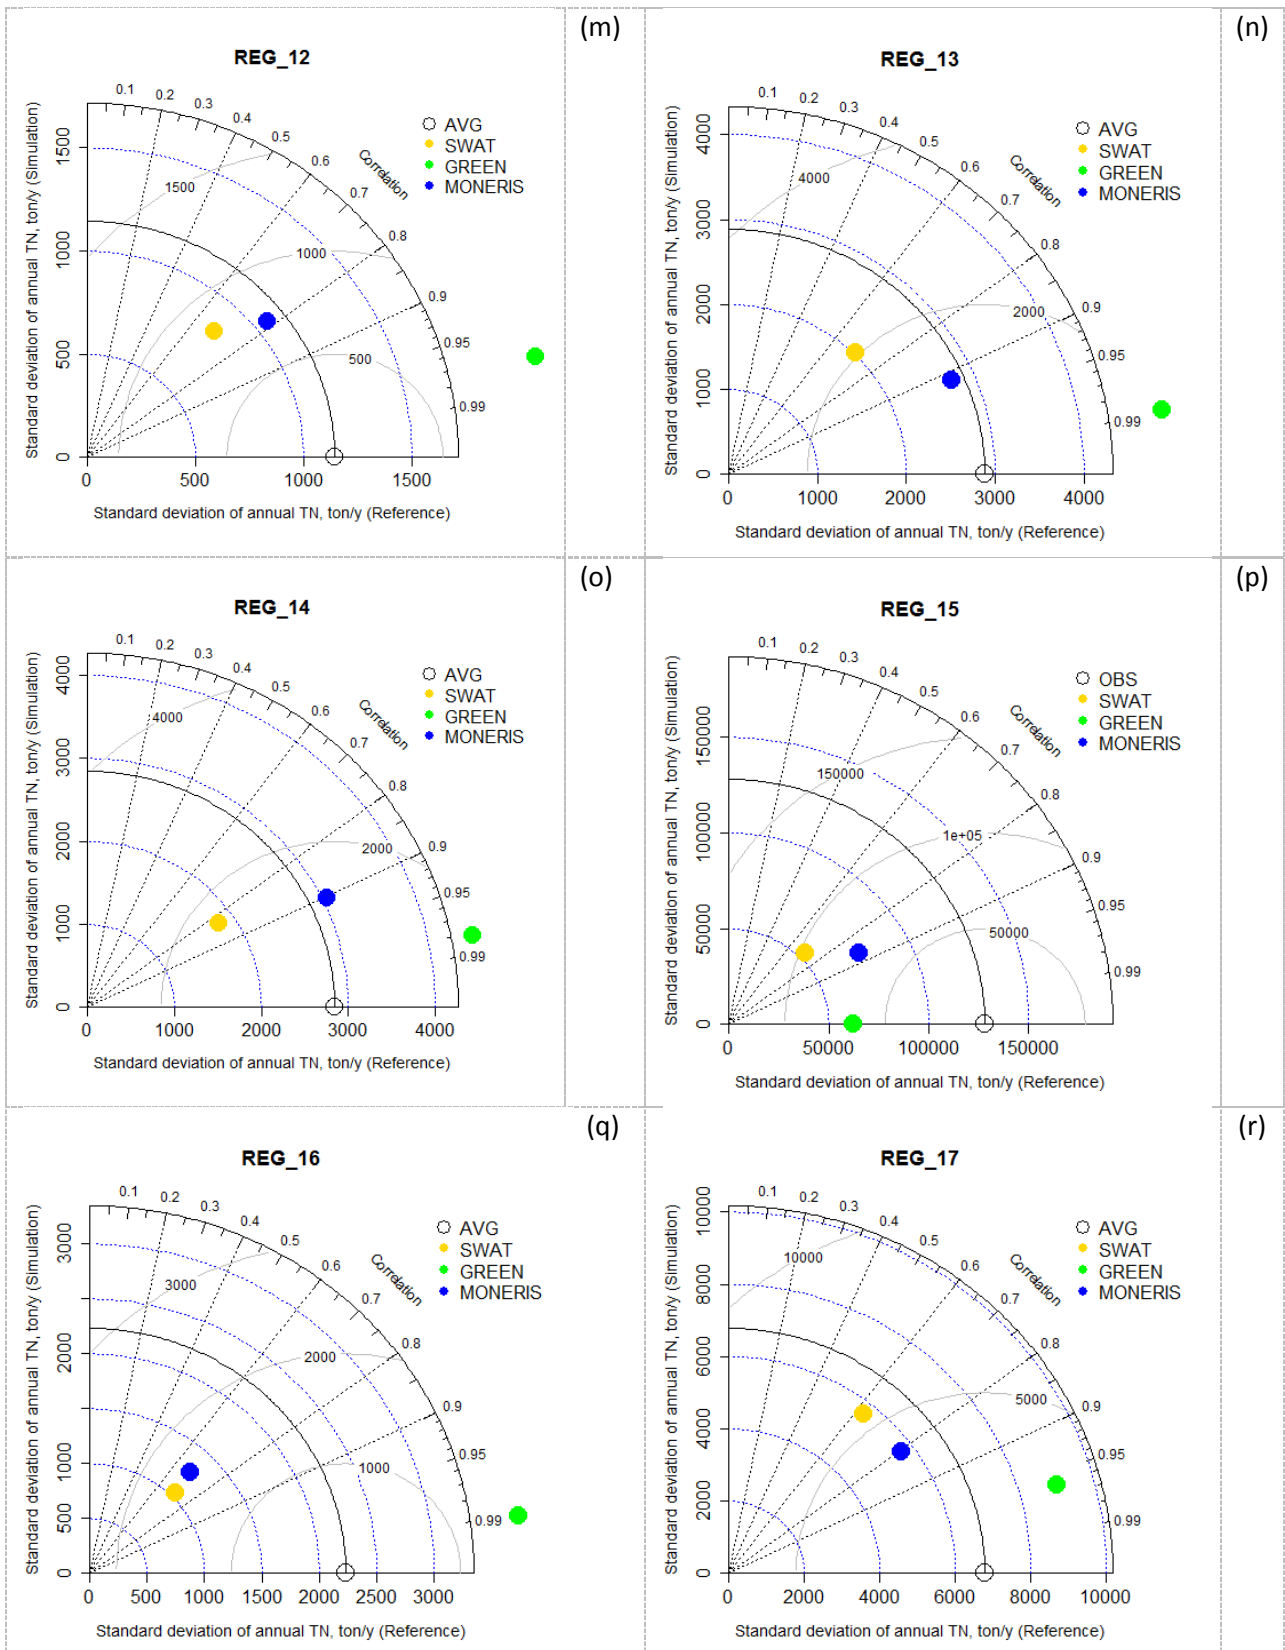 (m)
REG_12
0.1 0.2 0.3 0.4 0.5 0.6 0.7 0.8 0.9 0.95 0.99
Correlation
AVG
SWAT
GREEN
MONERIS
1500
1000
500
Standard deviation of annual TN, ton/y (Simulation)
0 500 1000 1500
0 500 1000 1500
Standard deviation of annual TN, ton/y (Reference)
(n)
REG_13
0.1 0.2 0.3 0.4 0.5 0.6 0.7 0.8 0.9 0.95 0.99
Correlation
AVG
SWAT
GREEN
MONERIS
4000
2000
Standard deviation of annual TN, ton/y (Simulation)
0 1000 2000 3000 4000
0 1000 2000 3000 4000
Standard deviation of annual TN, ton/y (Reference)
(o)
REG_14
0.1 0.2 0.3 0.4 0.5 0.6 0.7 0.8 0.9 0.95 0.99
Correlation
AVG
SWAT
GREEN
MONERIS
4000
2000
Standard deviation of annual TN, ton/y (Simulation)
0 1000 2000 3000 4000
0 1000 2000 3000 4000
Standard deviation of annual TN, ton/y (Reference)
(p)
REG_15
0.1 0.2 0.3 0.4 0.5 0.6 0.7 0.8 0.9 0.95 0.99
Correlation
OBS
SWAT
GREEN
MONERIS
150000
1e+05
50000
Standard deviation of annual TN, ton/y (Simulation)
0 50000 100000 150000
0 50000 100000 150000
Standard deviation of annual TN, ton/y (Reference)
(q)
REG_16
0.1 0.2 0.3 0.4 0.5 0.6 0.7 0.8 0.9 0.95 0.99
Correlation
AVG
SWAT
GREEN
MONERIS
3000
2000
1000
Standard deviation of annual TN, ton/y (Simulation)
0 500 1000 2000 3000
0 500 1000 1500 2000 2500 3000
Standard deviation of annual TN, ton/y (Reference)
(r)
REG_17
0.1 0.2 0.3 0.4 0.5 0.6 0.7 0.8 0.9 0.95 0.99
Correlation
AVG
SWAT
GREEN
MONERIS
10000
5000
Standard deviation of annual TN, ton/y (Simulation)
0 2000 4000 6000 8000 10000
0 2000 4000 6000 8000 10000
Standard deviation of annual TN, ton/y (Reference)